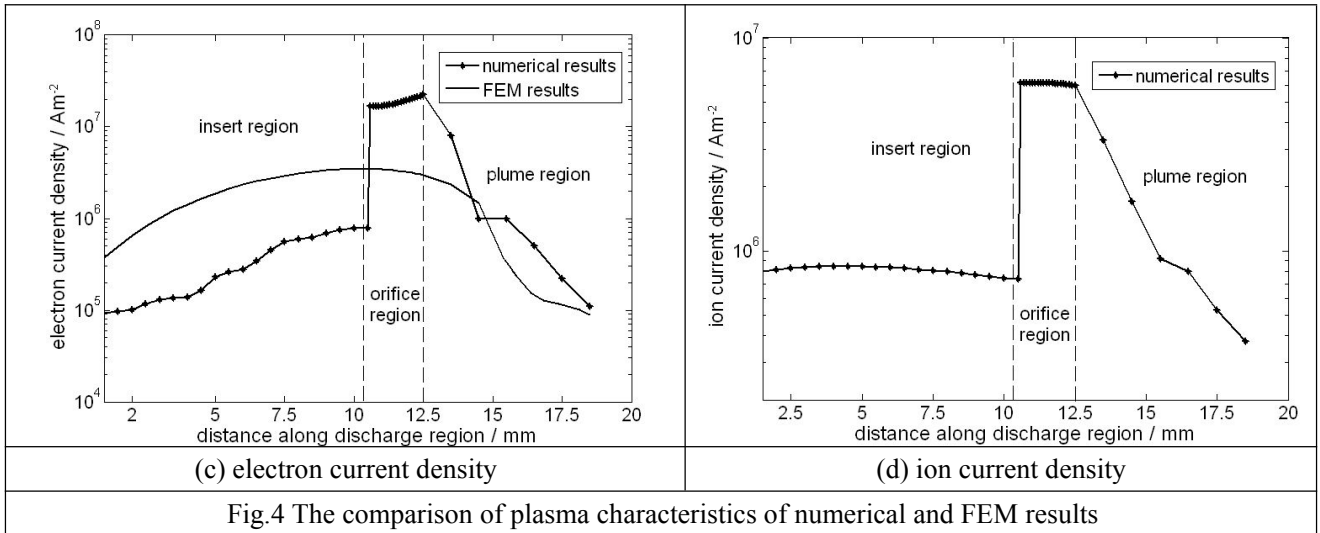 10^8
10^7
10^6
10^5
10^4
electron current density / Am^-2
numerical results
FEM results
insert region
orifice
region
plume region
2 5 7.5 10 12.5 15 17.5 20
distance along discharge region / mm
(c) electron current density
10^7
10^6
ion current density / Am^-2
numerical results
insert region
orifice
region
plume region
2.5 5 7.5 10 12.5 15 17.5 20
distance along discharge region / mm
(d) ion current density
Fig.4 The comparison of plasma characteristics of numerical and FEM results